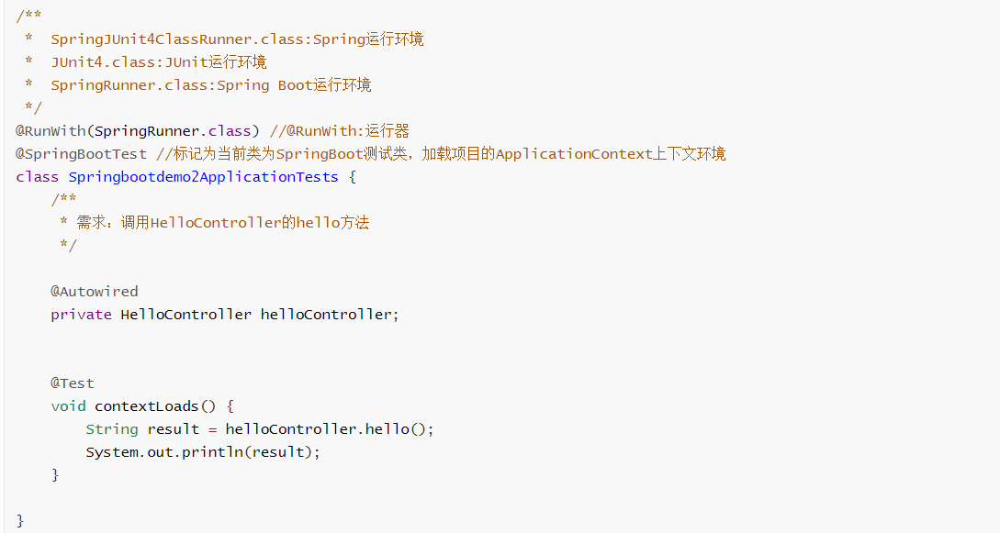 /**
 *  SpringJUnit4ClassRunner.class:Spring运行环境
 *  JUnit4.class:JUnit运行环境
 *  SpringRunner.class:Spring Boot运行环境
 */
@RunWith(SpringRunner.class) //@RunWith:运行器
@SpringBootTest //标记为当前类为SpringBoot测试类，加载项目的ApplicationContext上下文环境
class Springbootdemo2ApplicationTests {
    /**
     * 需求：调用HelloController的hello方法
     */
    @Autowired
    private HelloController helloController;
    @Test
    void contextLoads() {
        String result = helloController.hello();
        System.out.println(result);
    }
}